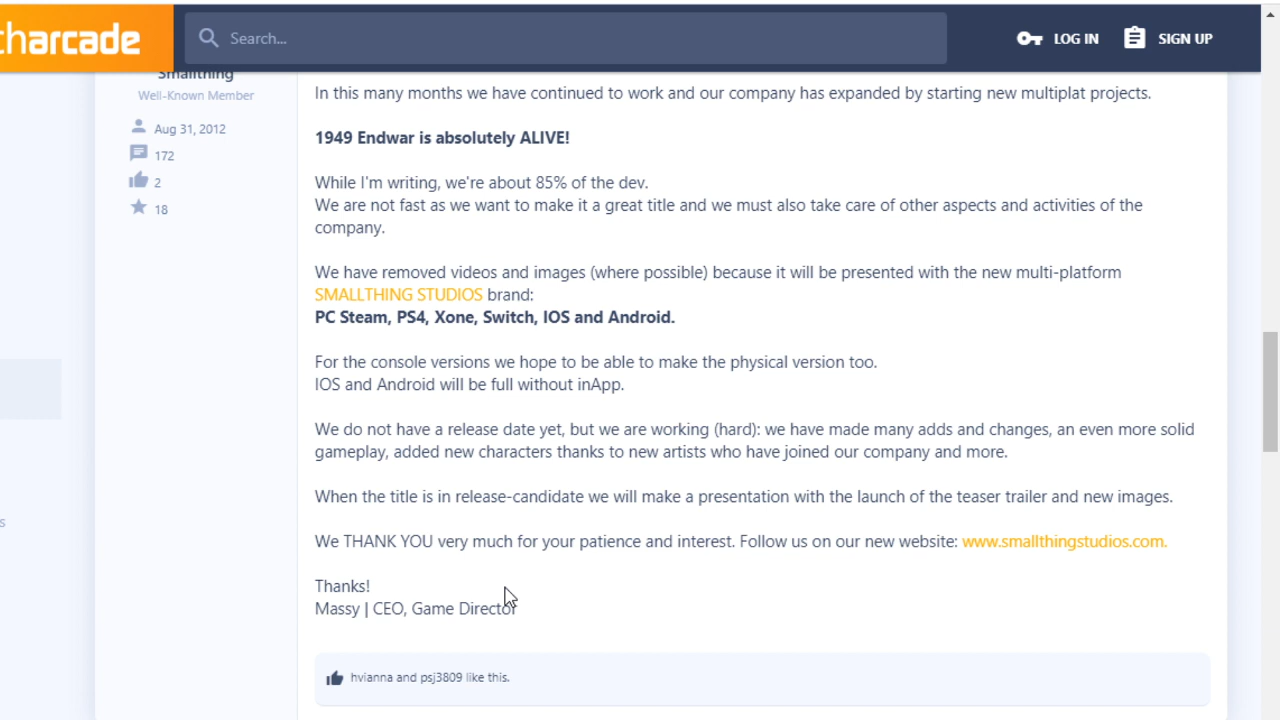 harcade
Search...
LOG IN
SIGN UP
Smallthing
Well-Known Member
Aug 31, 2012
172
2
18
In this many months we have continued to work and our company has expanded by starting new multiplat projects.
1949 Endwar is absolutely ALIVE!
While I'm writing, we're about 85% of the dev.
We are not fast as we want to make it a great title and we must also take care of other aspects and activities of the
company.
We have removed videos and images (where possible) because it will be presented with the new multi-platform
SMALLTHING STUDIOS brand:
PC Steam, PS4, Xone, Switch, IOS and Android.
For the console versions we hope to be able to make the physical version too.
IOS and Android will be full without inApp.
We do not have a release date yet, but we are working (hard): we have made many adds and changes, an even more solid
gameplay, added new characters thanks to new artists who have joined our company and more.
When the title is in release-candidate we will make a presentation with the launch of the teaser trailer and new images.
We THANK YOU very much for your patience and interest. Follow us on our new website: www.smallthingstudios.com.
Thanks!
Massy | CEO, Game Director
hvianna and psj3809 like this.
s